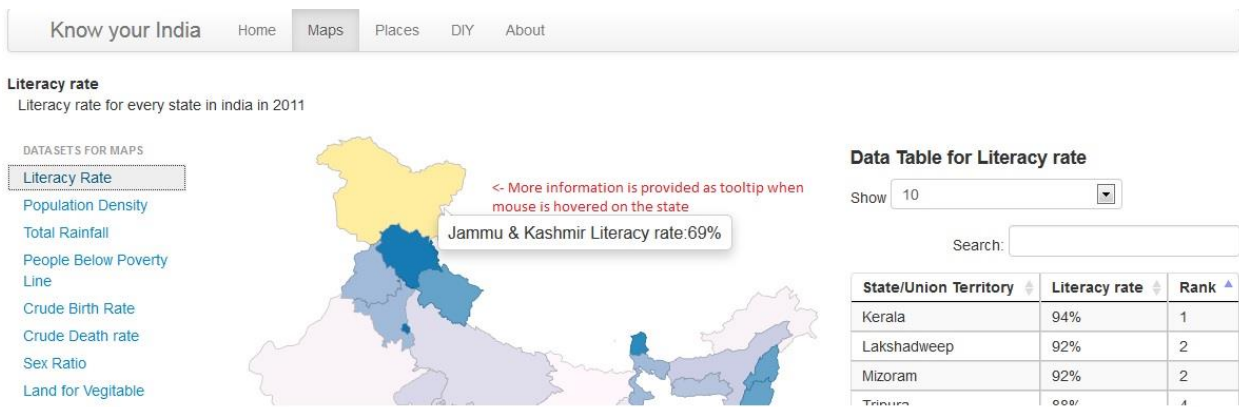 Know your India Home Maps Places DIY About
Literacy rate
Literacy rate for every state in india in 2011
DATASETS FOR MAPS
Literacy Rate
Population Density
Total Rainfall
People Below Poverty
Line
Crude Birth Rate
Crude Death rate
Sex Ratio
Land for Vegitable
<- More information is provided as tooltip when
mouse is hovered on the state
Jammu & Kashmir Literacy rate:69%
Data Table for Literacy rate
Show 10
Search:
State/Union Territory Literacy rate Rank
Kerala 94% 1
Lakshadweep 92% 2
Mizoram 92% 2
Tripura 88% 4